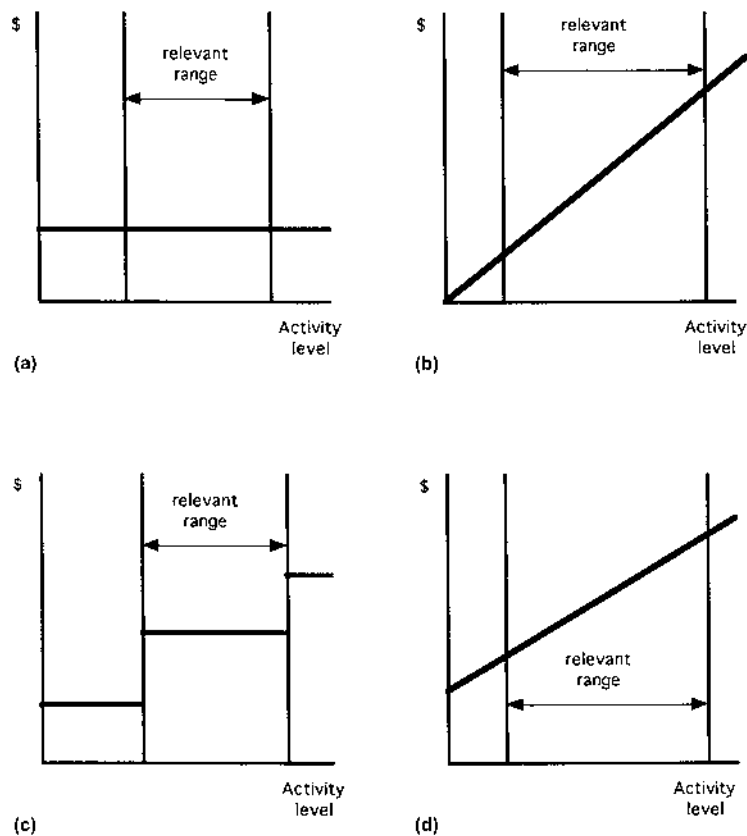 $
relevant
range
Activity
level
(a)
$
relevant
range
Activity
level
(b)
$
relevant
range
Activity
level
(c)
$
relevant
range
Activity
level
(d)